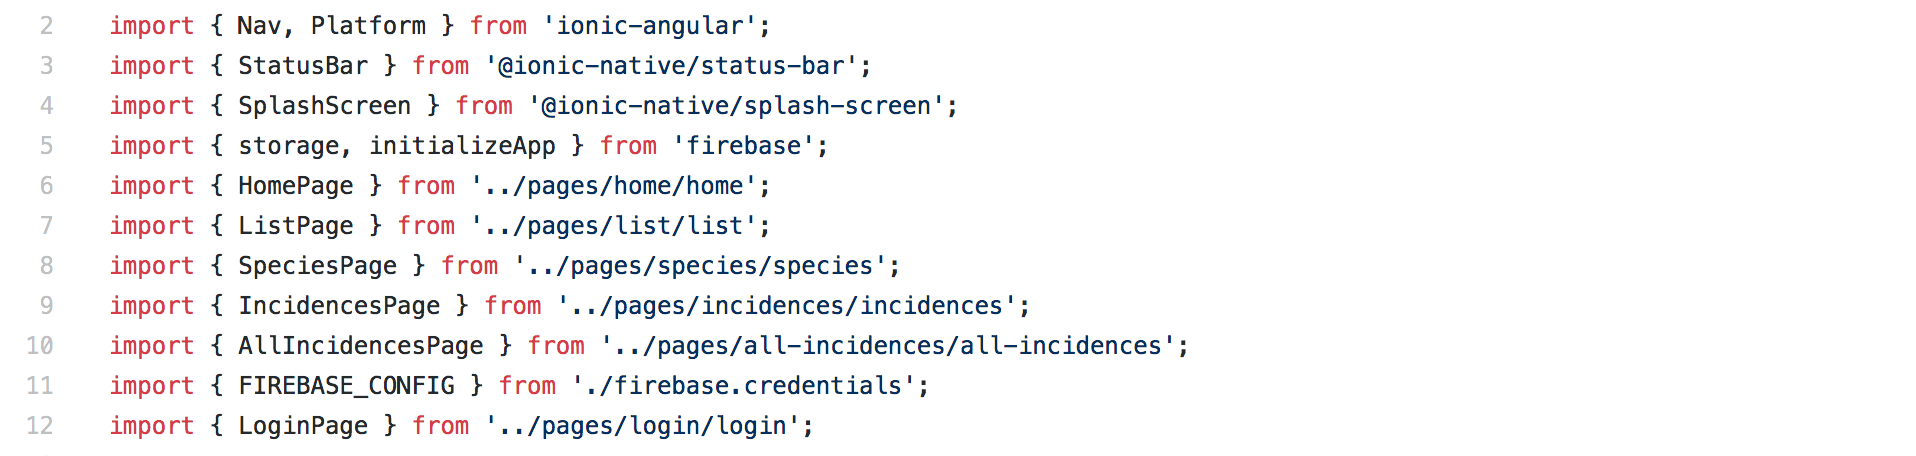 2 import { Nav, Platform } from 'ionic-angular';
3 import { StatusBar } from '@ionic-native/status-bar';
4 import { SplashScreen } from '@ionic-native/splash-screen';
5 import { storage, initializeApp } from 'firebase';
6 import { HomePage } from '../pages/home/home';
7 import { ListPage } from '../pages/list/list';
8 import { SpeciesPage } from '../pages/species/species';
9 import { IncidencesPage } from '../pages/incidences/incidences';
10 import { AllIncidencesPage } from '../pages/all-incidences/all-incidences';
11 import { FIREBASE_CONFIG } from './firebase.credentials';
12 import { LoginPage } from '../pages/login/login';